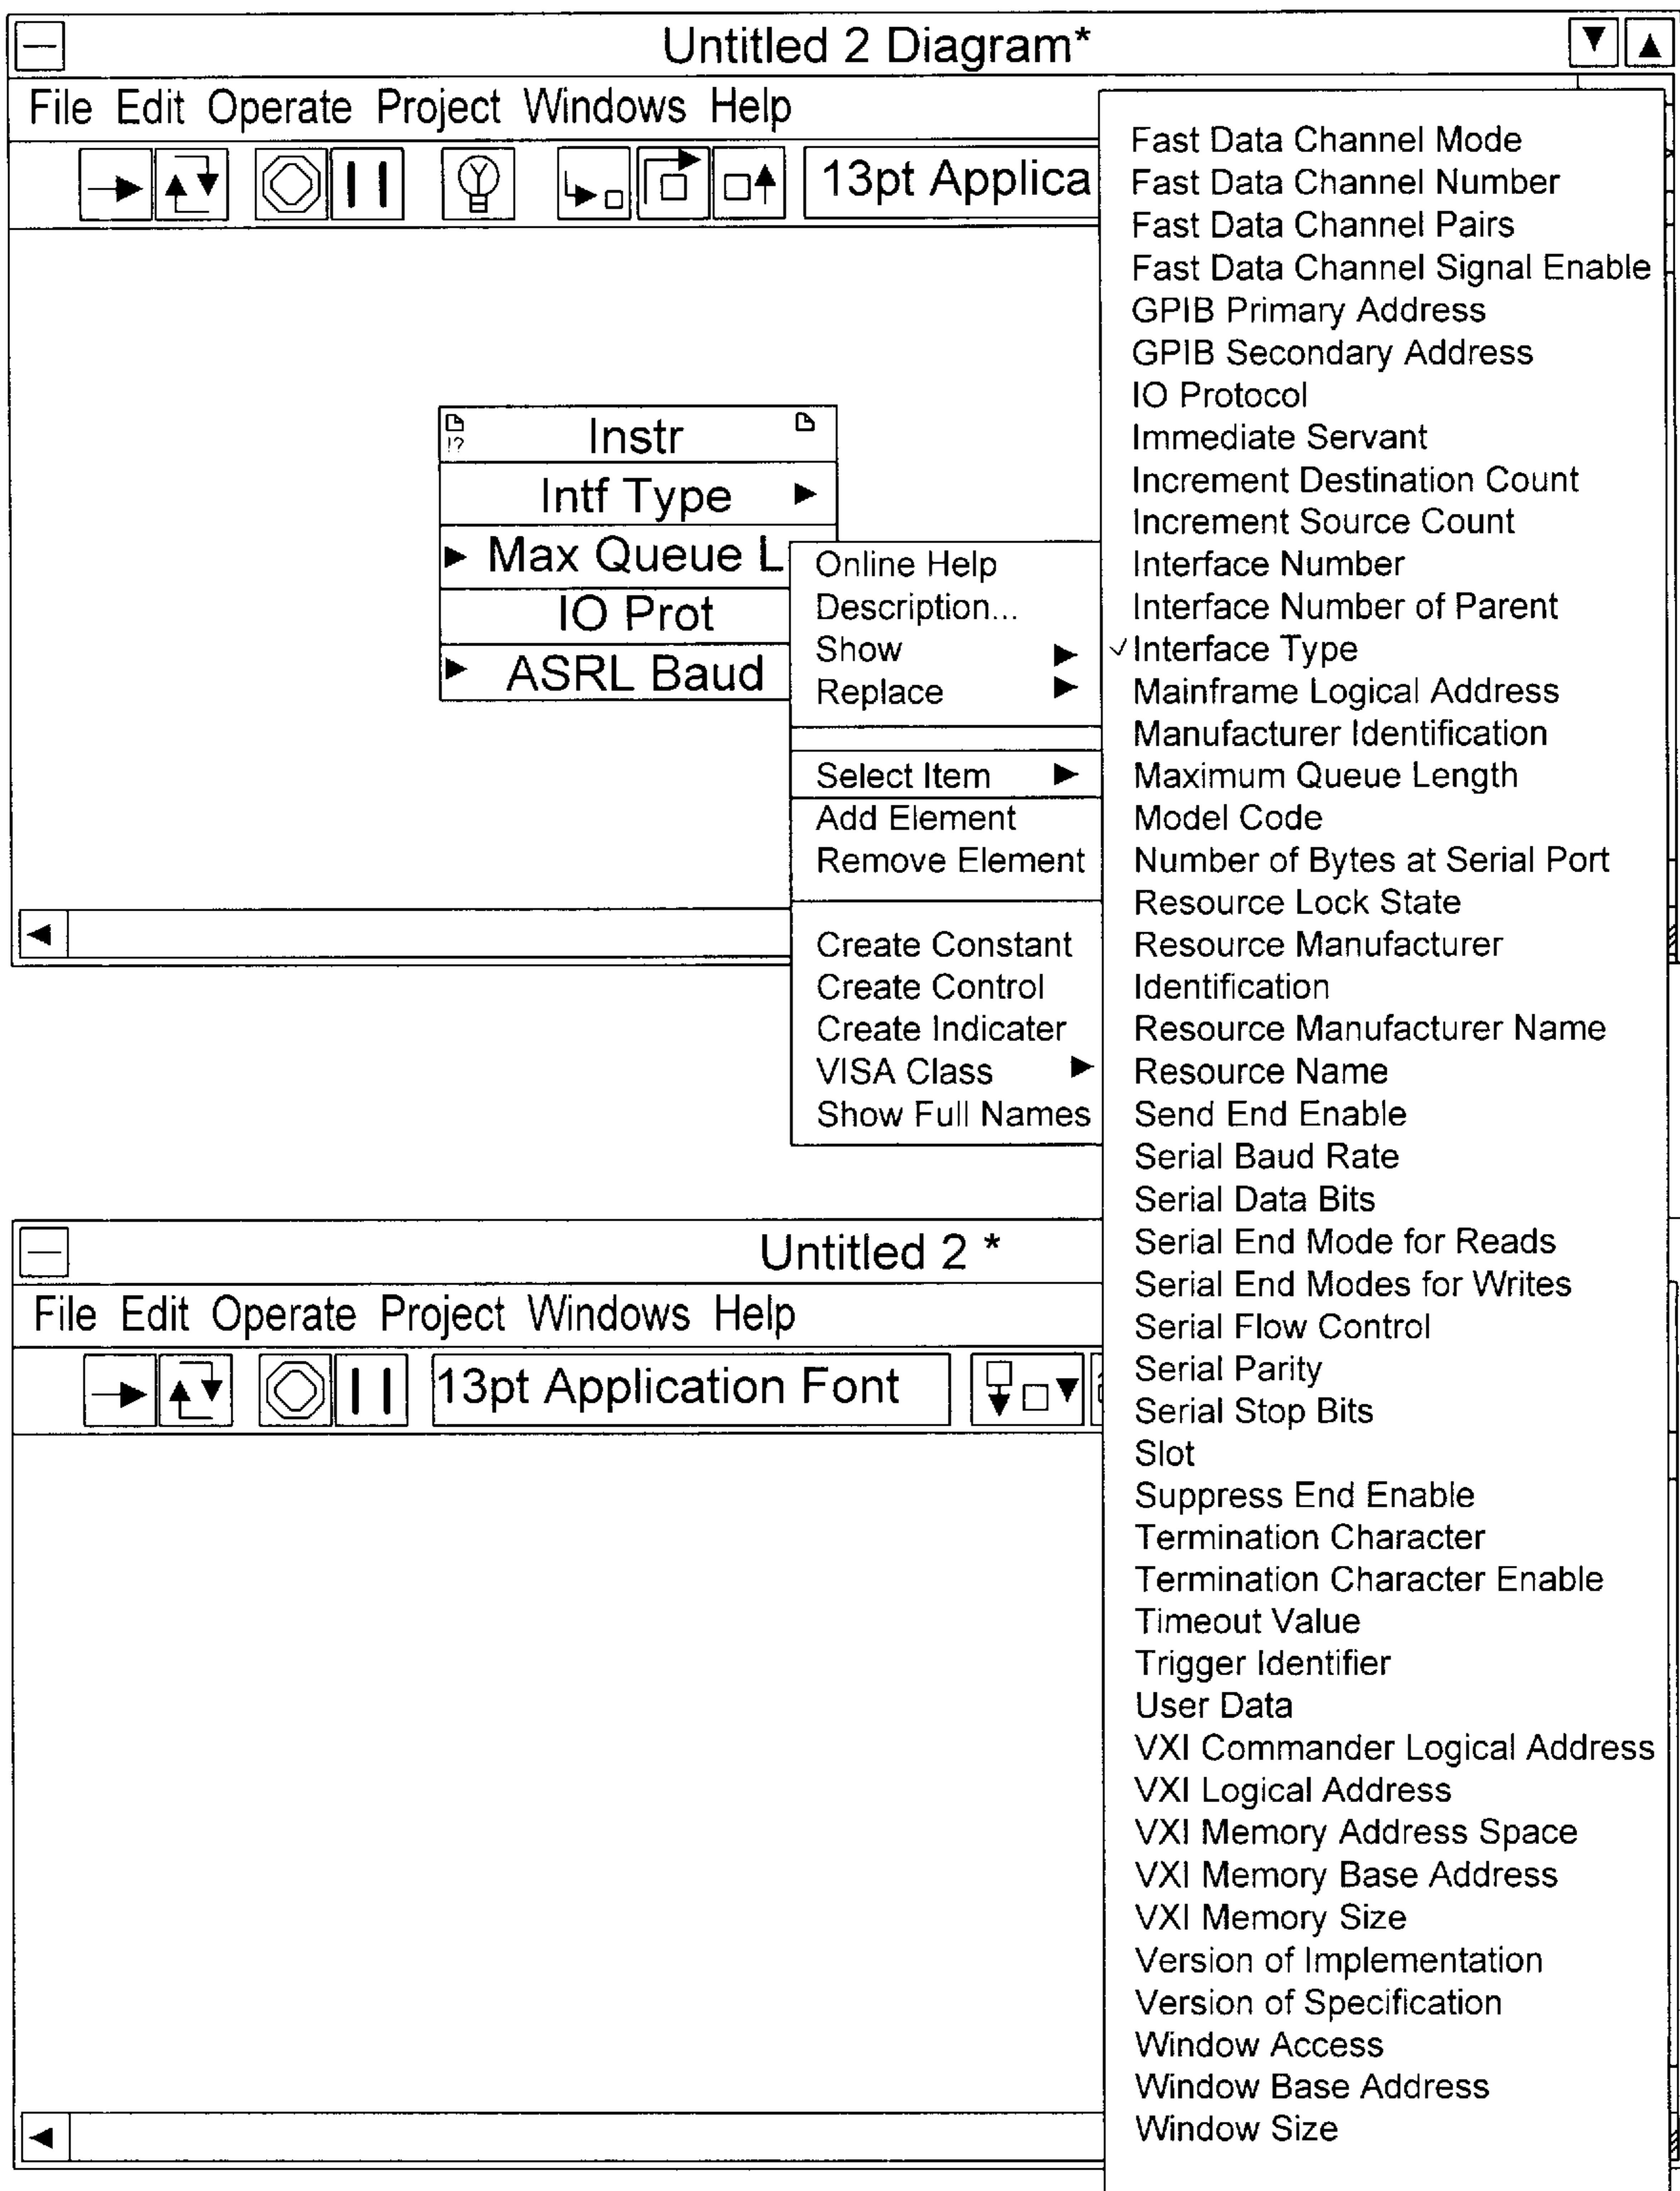 Untitled 2 Diagram*
File Edit Operate Project Windows Help
13pt Applica
Instr
!?
Intf Type
Max Queue L
IO Prot
ASRL Baud
Online Help
Description...
Show
Replace
Select Item
Add Element
Remove Element
Create Constant
Create Control
Create Indicater
VISA Class
Show Full Names
Fast Data Channel Mode
Fast Data Channel Number
Fast Data Channel Pairs
Fast Data Channel Signal Enable
GPIB Primary Address
GPIB Secondary Address
IO Protocol
Immediate Servant
Increment Destination Count
Increment Source Count
Interface Number
Interface Number of Parent
✓Interface Type
Mainframe Logical Address
Manufacturer Identification
Maximum Queue Length
Model Code
Number of Bytes at Serial Port
Resource Lock State
Resource Manufacturer
Identification
Resource Manufacturer Name
Resource Name
Send End Enable
Serial Baud Rate
Serial Data Bits
Serial End Mode for Reads
Serial End Modes for Writes
Serial Flow Control
Serial Parity
Serial Stop Bits
Slot
Suppress End Enable
Termination Character
Termination Character Enable
Timeout Value
Trigger Identifier
User Data
VXI Commander Logical Address
VXI Logical Address
VXI Memory Address Space
VXI Memory Base Address
VXI Memory Size
Version of Implementation
Version of Specification
Window Access
Window Base Address
Window Size
Untitled 2 *
File Edit Operate Project Windows Help
13pt Application Font